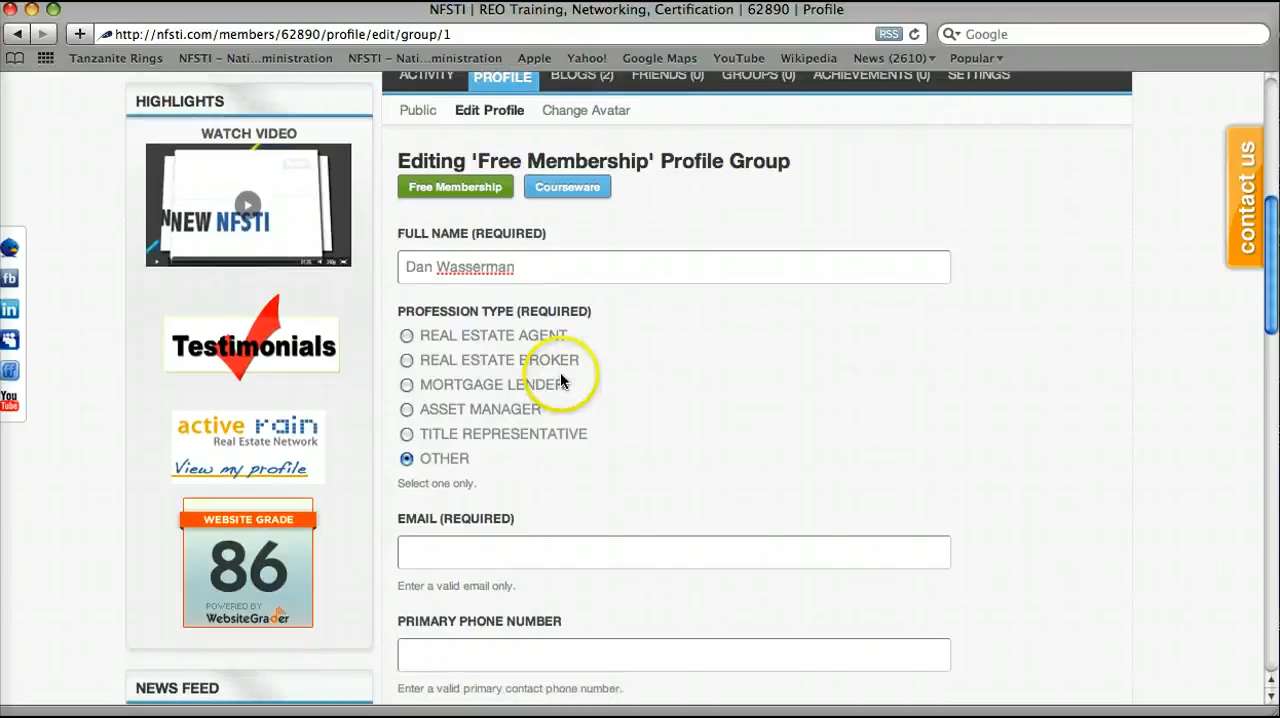 NFSTI | REO Training, Networking, Certification | 62890 | Profile
http://nfsti.com/members/62890/profile/edit/group/1
RSS
Google
Tanzanite Rings NFSTI – Nati...ministration NFSTI – Nati...ministration Apple Yahoo! Google Maps YouTube Wikipedia News (2610) Popular
ACTIVITY PROFILE BLOGS (2) FRIENDS (0) GROUPS (0) ACHIEVEMENTS (0) SETTINGS
Public Edit Profile Change Avatar
HIGHLIGHTS
WATCH VIDEO
NEW NFSTI
Testimonials
active rain
Real Estate Network
View my profile
WEBSITE GRADE
86
POWERED BY
WebsiteGrader
NEWS FEED
Editing 'Free Membership' Profile Group
Free Membership Courseware
FULL NAME (REQUIRED)
Dan Wasserman
PROFESSION TYPE (REQUIRED)
REAL ESTATE AGENT
REAL ESTATE BROKER
MORTGAGE LENDER
ASSET MANAGER
TITLE REPRESENTATIVE
OTHER
Select one only.
EMAIL (REQUIRED)
Enter a valid email only.
PRIMARY PHONE NUMBER
Enter a valid primary contact phone number.
contact us
fb
in
ff
You
Tube